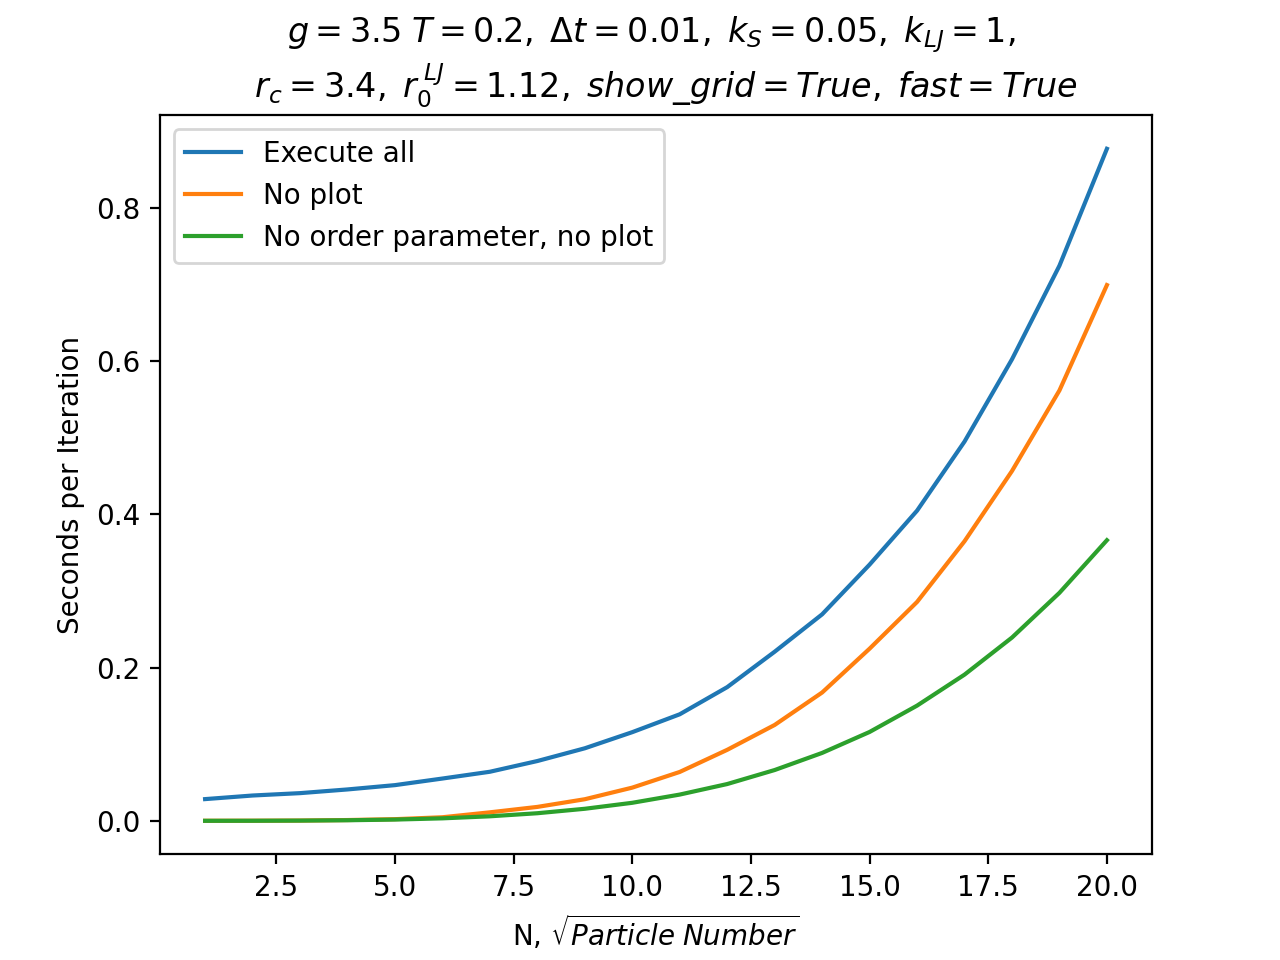 g = 3.5 T = 0.2, Δt = 0.01, k_S = 0.05, k_{LJ} = 1,
r_c = 3.4, r_0^{LJ} = 1.12, show_grid = True, fast = True
Execute all
No plot
No order parameter, no plot
0.8
0.6
0.4
0.2
0.0
Seconds per Iteration
2.5 5.0 7.5 10.0 12.5 15.0 17.5 20.0
N, √Particle Number